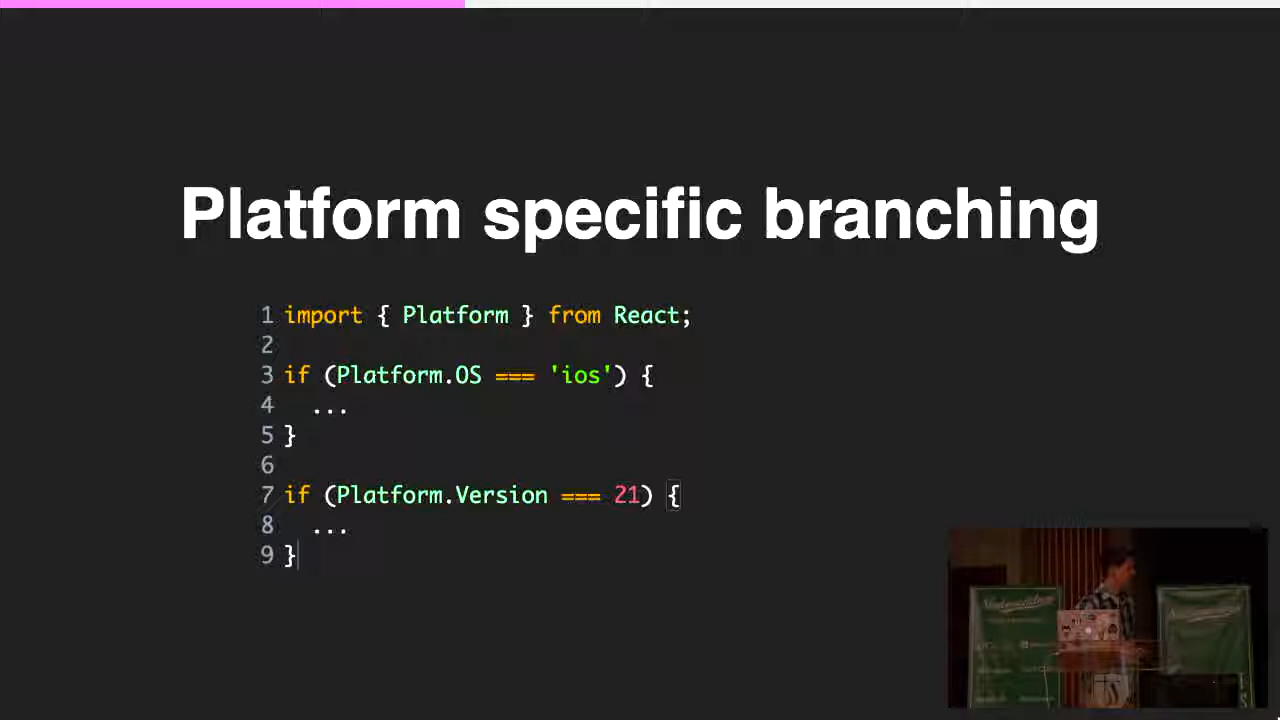 Platform specific branching
1 import { Platform } from React;
2
3 if (Platform.OS === 'ios') {
4   ...
5 }
6
7 if (Platform.Version === 21) {
8   ...
9 }